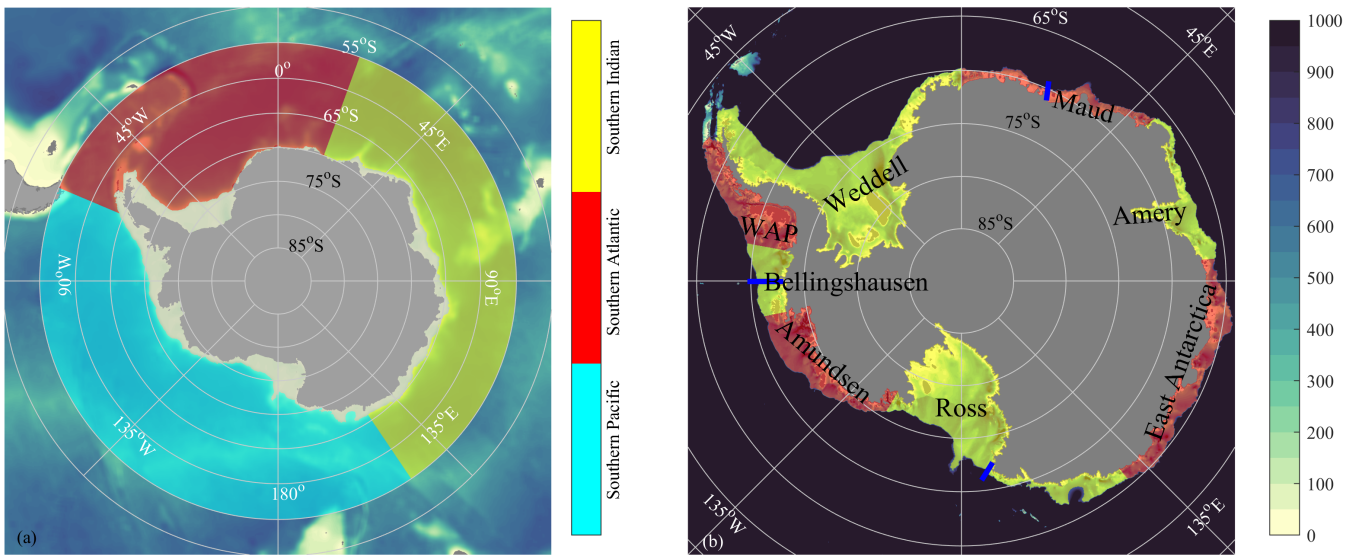 55°S
0°
45°W
65°S
45°E
75°S
85°S
90°W
90°E
135°W
135°E
180°
(a)
Southern Indian
Southern Atlantic
Southern Pacific
65°S
45°W
45°E
Maud
75°S
Weddell
Amery
WAP
85°S
Bellingshausen
East Antarctica
Amundsen
Ross
135°W
135°E
(b)
1000
900
800
700
600
500
400
300
200
100
0